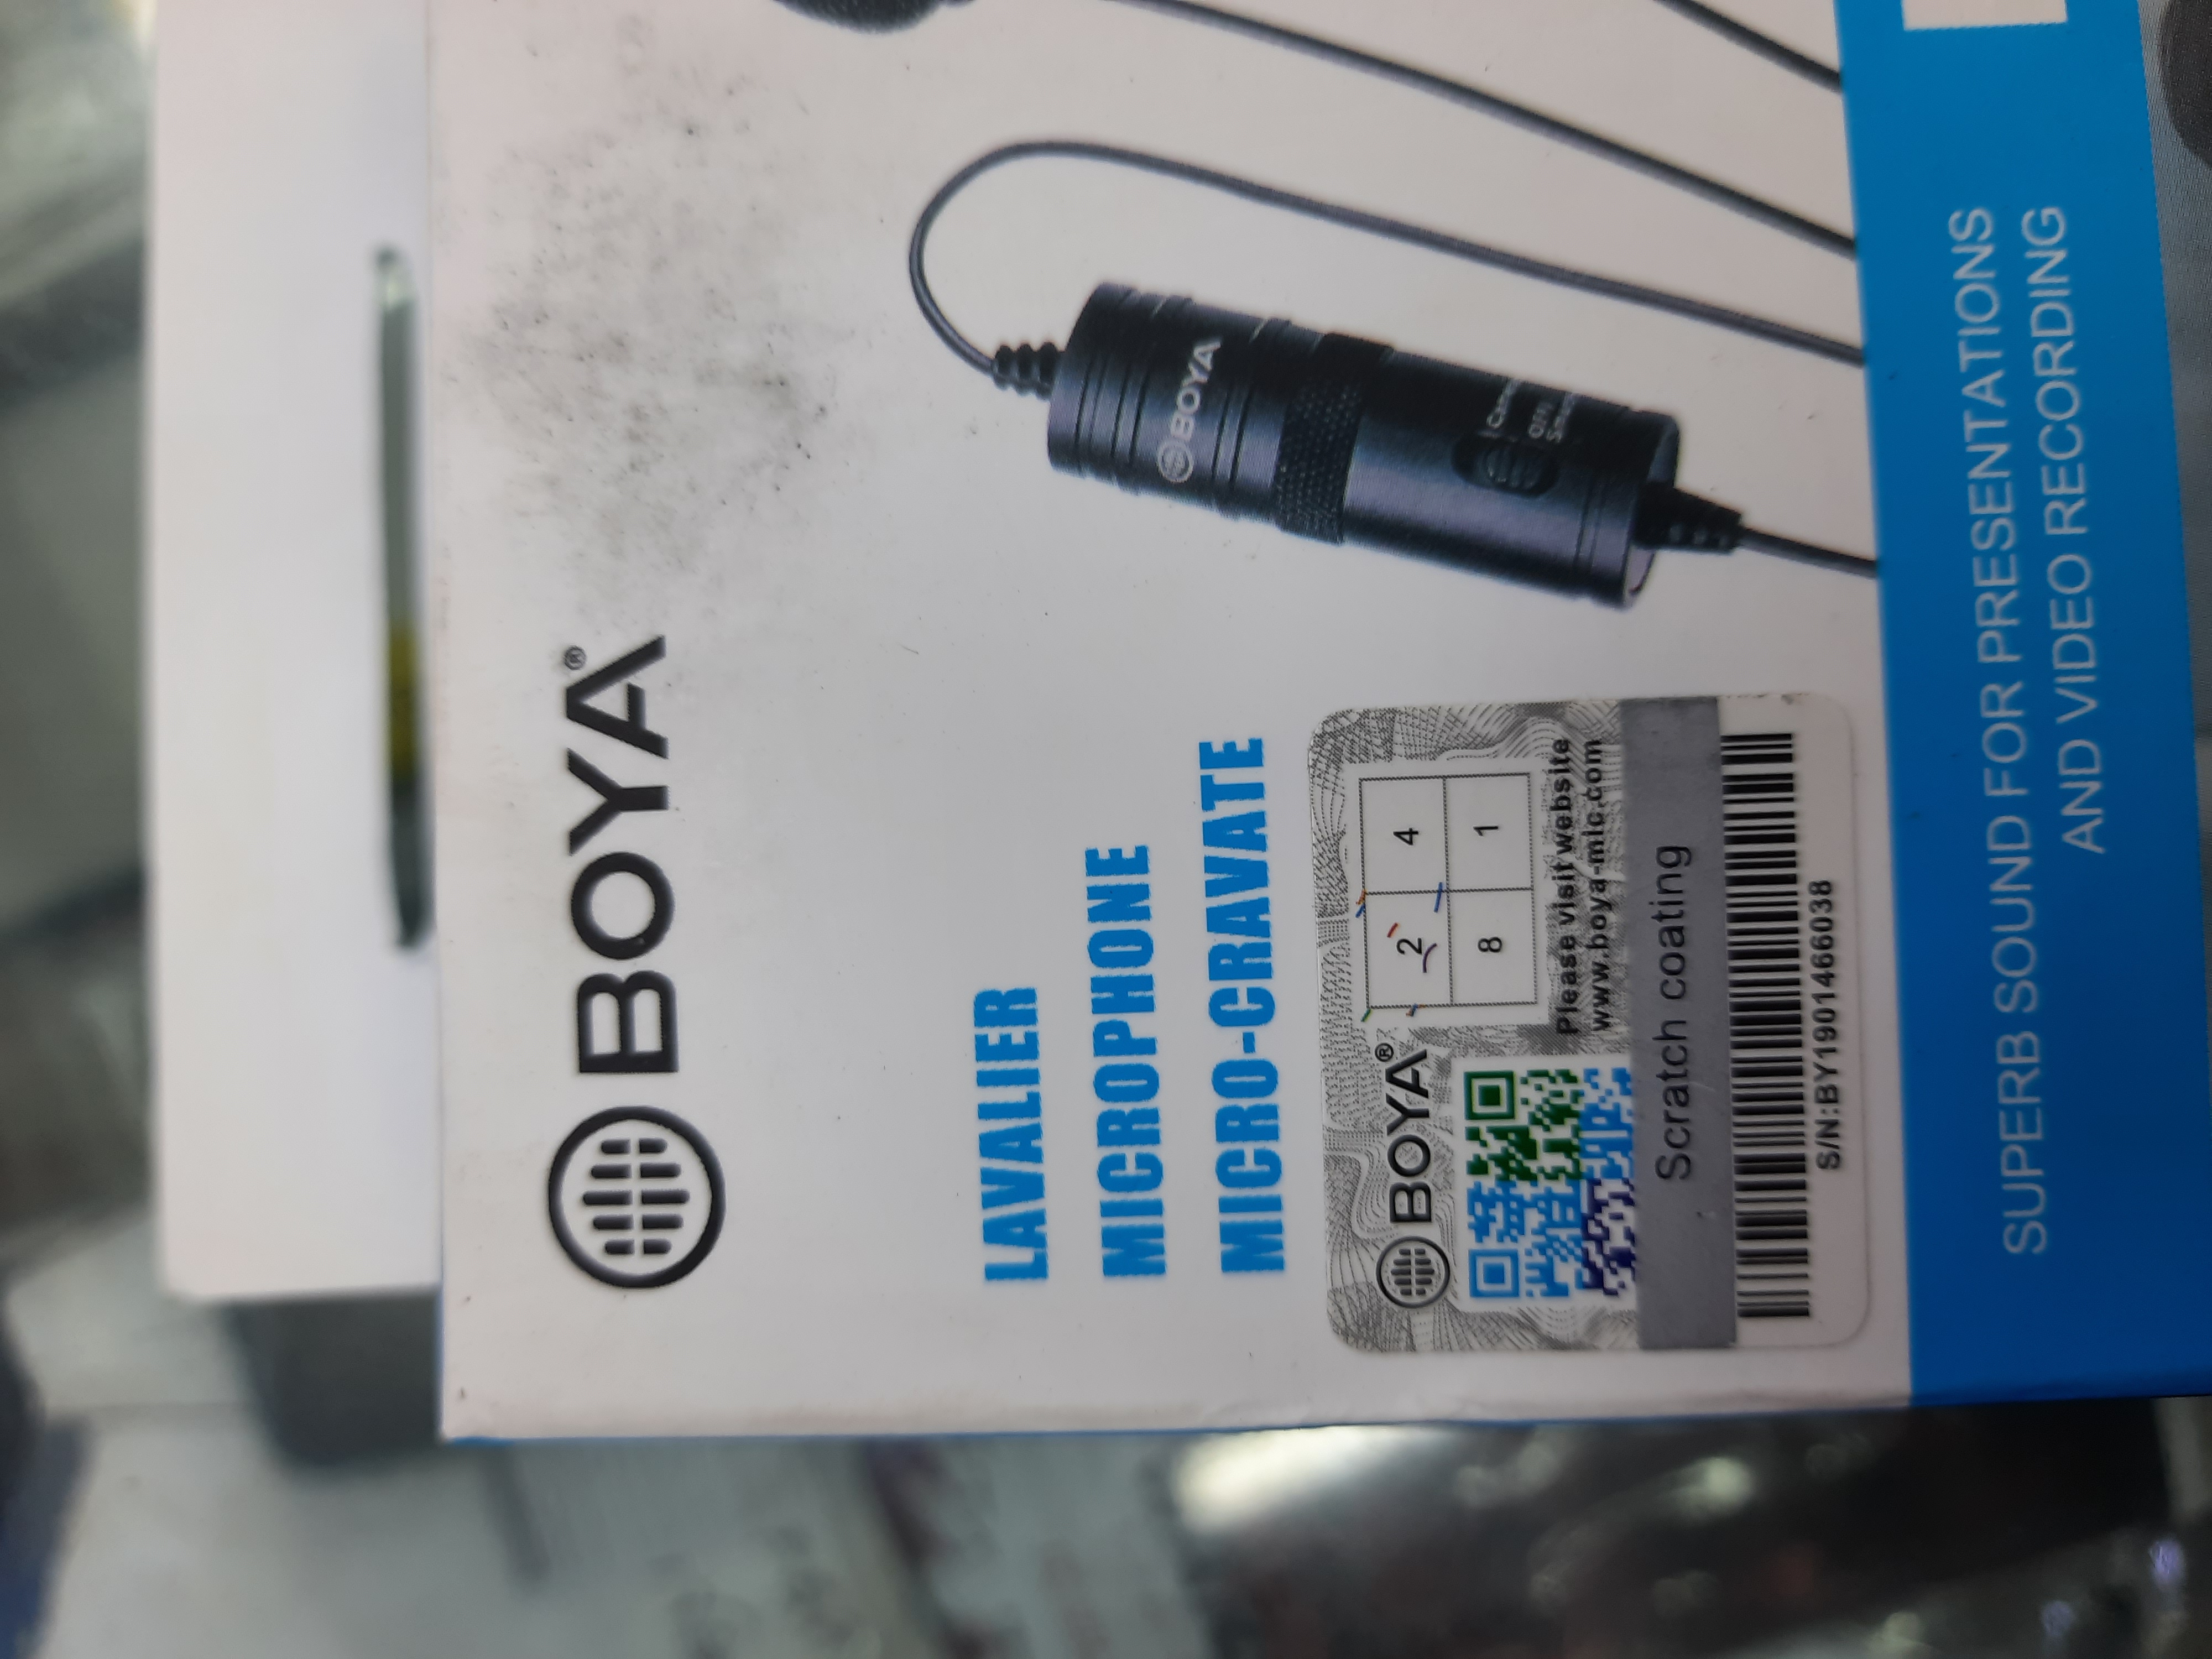 BOYA®
LAVALIER
MICROPHONE
MICRO-CRAVATE
BOYA
OFF
BOYA®
2 4
8 1
Please visit website
www.boya-mic.com
Scratch coating
S/N:BY1901466038
SUPERB SOUND FOR PRESENTATIONS
AND VIDEO RECORDING